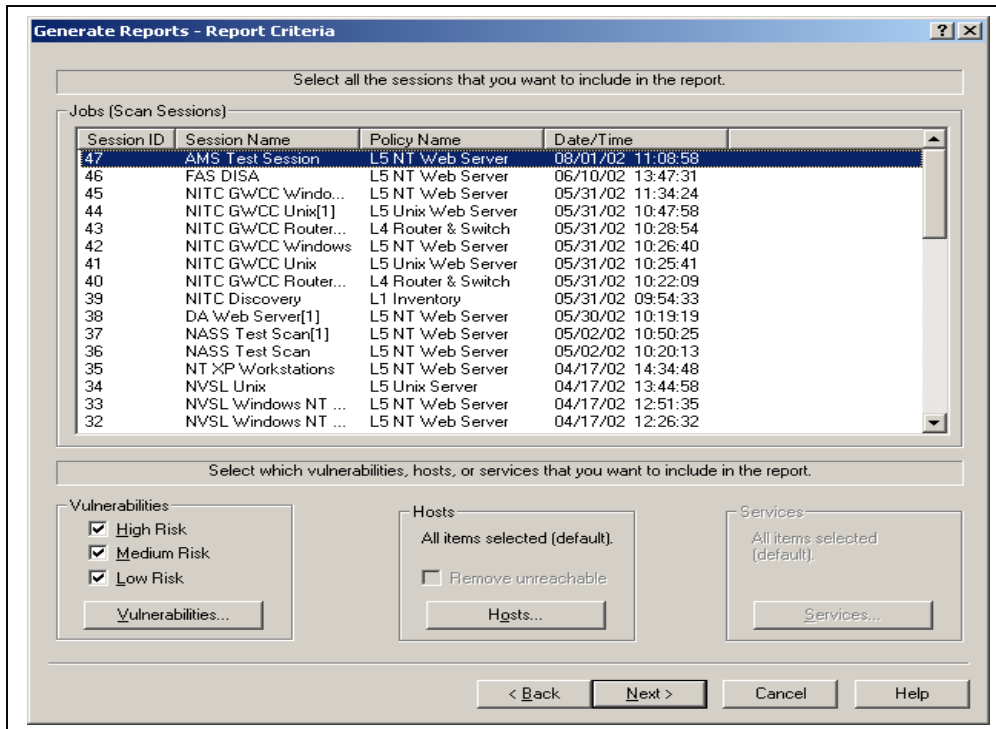 Generate Reports - Report Criteria
Select all the sessions that you want to include in the report.
Jobs (Scan Sessions)
Session ID Session Name Policy Name Date/Time
47 AMS Test Session L5 NT Web Server 08/01/02 11:08:58
46 FAS DISA L5 NT Web Server 06/10/02 13:47:31
45 NITC GWCC Windo... L5 NT Web Server 05/31/02 11:34:24
44 NITC GWCC Unix[1] L5 Unix Web Server 05/31/02 10:47:58
43 NITC GWCC Router... L4 Router & Switch 05/31/02 10:28:54
42 NITC GWCC Windows L5 NT Web Server 05/31/02 10:26:40
41 NITC GWCC Unix L5 Unix Web Server 05/31/02 10:25:41
40 NITC GWCC Router... L4 Router & Switch 05/31/02 10:22:09
39 NITC Discovery L1 Inventory 05/31/02 09:54:33
38 DA Web Server[1] L5 NT Web Server 05/30/02 10:19:19
37 NASS Test Scan[1] L5 NT Web Server 05/02/02 10:50:25
36 NASS Test Scan L5 NT Web Server 05/02/02 10:20:13
35 NT XP Workstations L5 NT Web Server 04/17/02 14:34:48
34 NVSL Unix L5 Unix Server 04/17/02 13:44:58
33 NVSL Windows NT ... L5 NT Web Server 04/17/02 12:51:35
32 NVSL Windows NT ... L5 NT Web Server 04/17/02 12:26:32
Select which vulnerabilities, hosts, or services that you want to include in the report.
Vulnerabilities
High Risk
Medium Risk
Low Risk
Vulnerabilities...
Hosts
All items selected (default).
Remove unreachable
Hosts...
Services
All items selected
(default).
Services...
< Back Next > Cancel Help